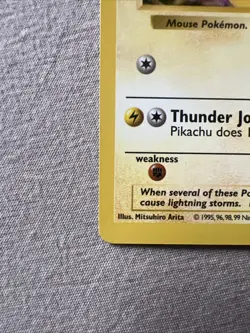 Mouse Pokémon.
Thunder Jo
Pikachu does
weakness
When several of these Po
cause lightning storms.
Illus. Mitsuhiro Arita © 1995, 96, 98, 99 Nin